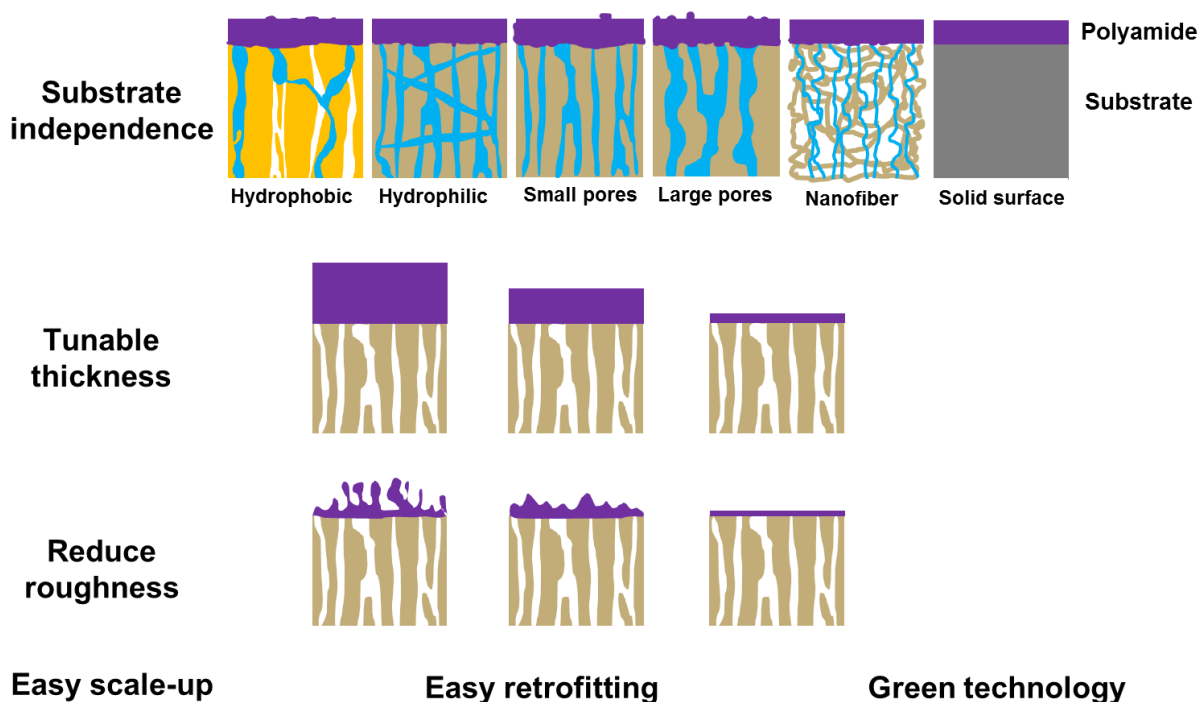 Polyamide
Substrate
independence
Substrate
Hydrophobic
Hydrophilic
Small pores
Large pores
Nanofiber
Solid surface
Tunable
thickness
Reduce
roughness
Easy scale-up
Easy retrofitting
Green technology